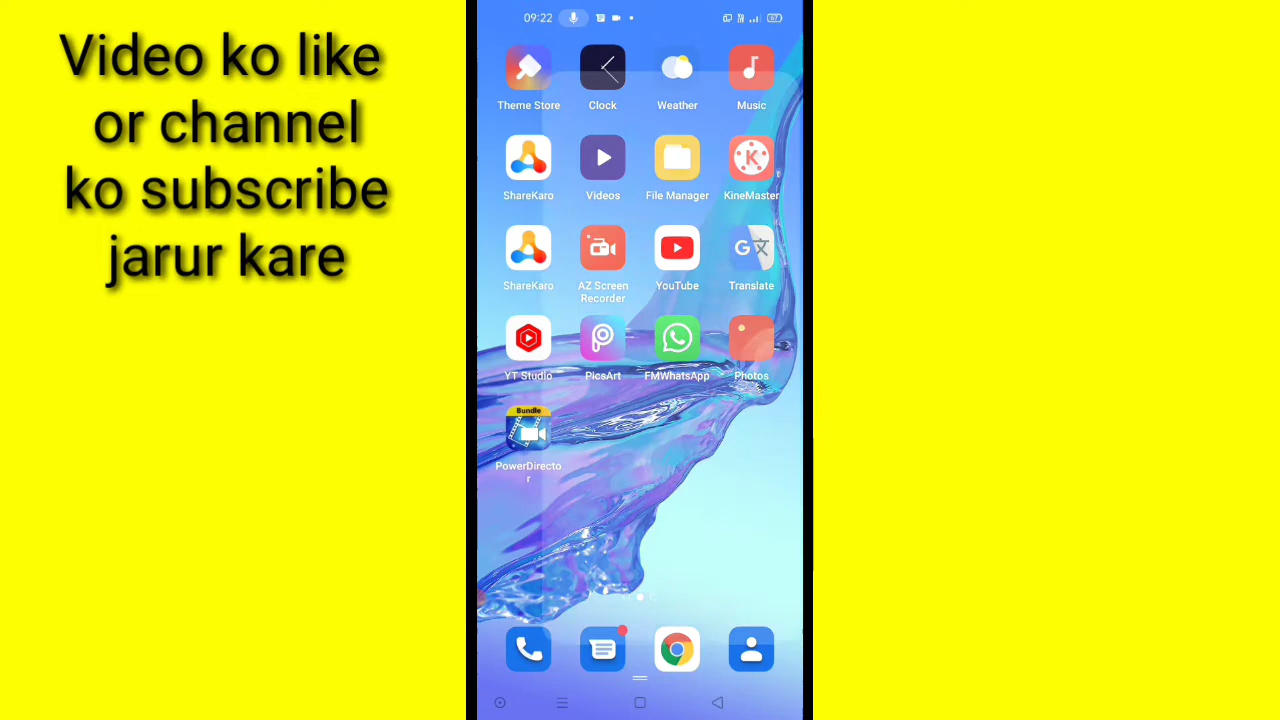 Video ko like
or channel
ko subscribe
jarur kare
09:22
67
Theme Store
Clock
Weather
Music
ShareKaro
Videos
File Manager
KineMaster
ShareKaro
AZ Screen
Recorder
YouTube
Translate
YT Studio
PicsArt
FMWhatsApp
Photos
Bundle
PowerDirecto
r